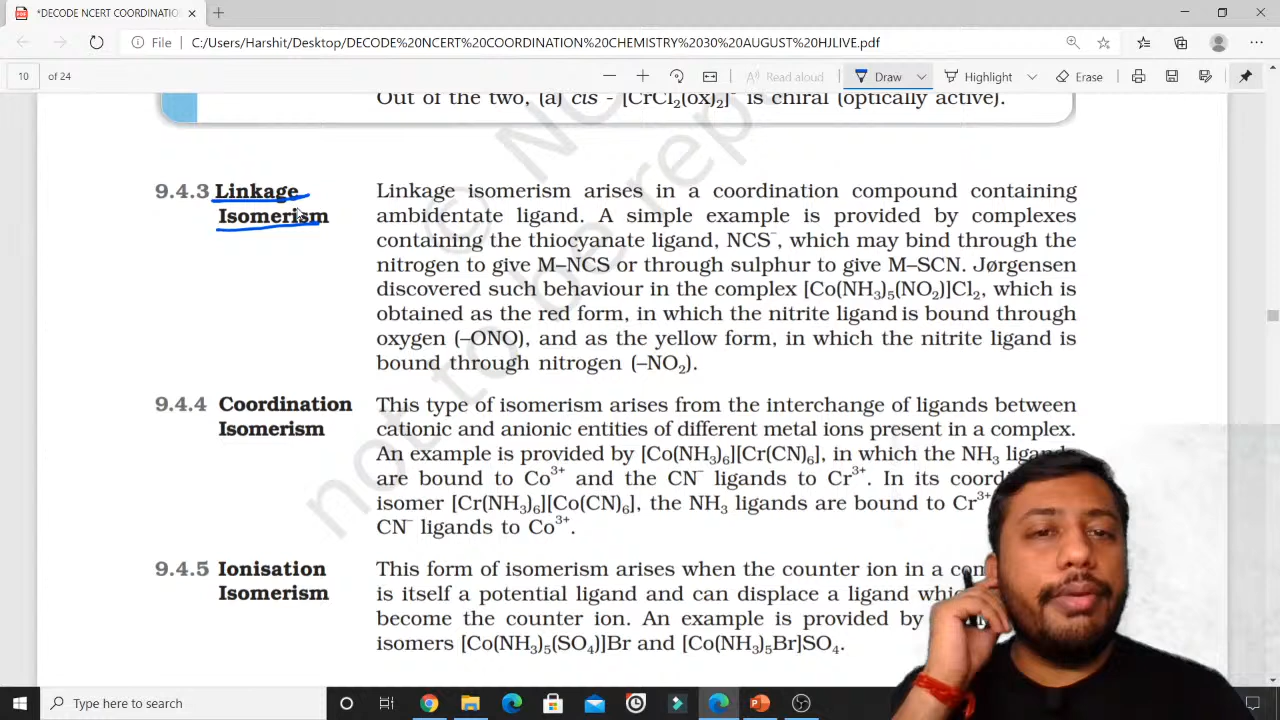 *DECODE NCERT COORDINATION
File C:/Users/Harshit/Desktop/DECODE%20NCERT%20COORDINATION%20CHEMISTRY%2030%20AUGUST%20HJLIVE.pdf
10 of 24 Read aloud Draw Highlight Erase
Out of the two, (a) cis - [CrCl₂(ox)₂] is chiral (optically active).
9.4.3 Linkage Isomerism
Linkage isomerism arises in a coordination compound containing
ambidentate ligand. A simple example is provided by complexes
containing the thiocyanate ligand, NCS⁻, which may bind through the
nitrogen to give M–NCS or through sulphur to give M–SCN. Jørgensen
discovered such behaviour in the complex [Co(NH₃)₅(NO₂)]Cl₂, which is
obtained as the red form, in which the nitrite ligand is bound through
oxygen (–ONO), and as the yellow form, in which the nitrite ligand is
bound through nitrogen (–NO₂).
9.4.4 Coordination Isomerism
This type of isomerism arises from the interchange of ligands between
cationic and anionic entities of different metal ions present in a complex.
An example is provided by [Co(NH₃)₆][Cr(CN)₆], in which the NH₃ ligands
are bound to Co³⁺ and the CN⁻ ligands to Cr³⁺. In its
isomer [Cr(NH₃)₆][Co(CN)₆], the NH₃ ligands are bound to Cr³⁺
CN⁻ ligands to Co³⁺.
9.4.5 Ionisation Isomerism
This form of isomerism arises when the counter ion in a
is itself a potential ligand and can displace a ligand
become the counter ion. An example is provided by
isomers [Co(NH₃)₅(SO₄)]Br and [Co(NH₃)₅Br]SO₄.
© NC
not to be rep
Type here to search